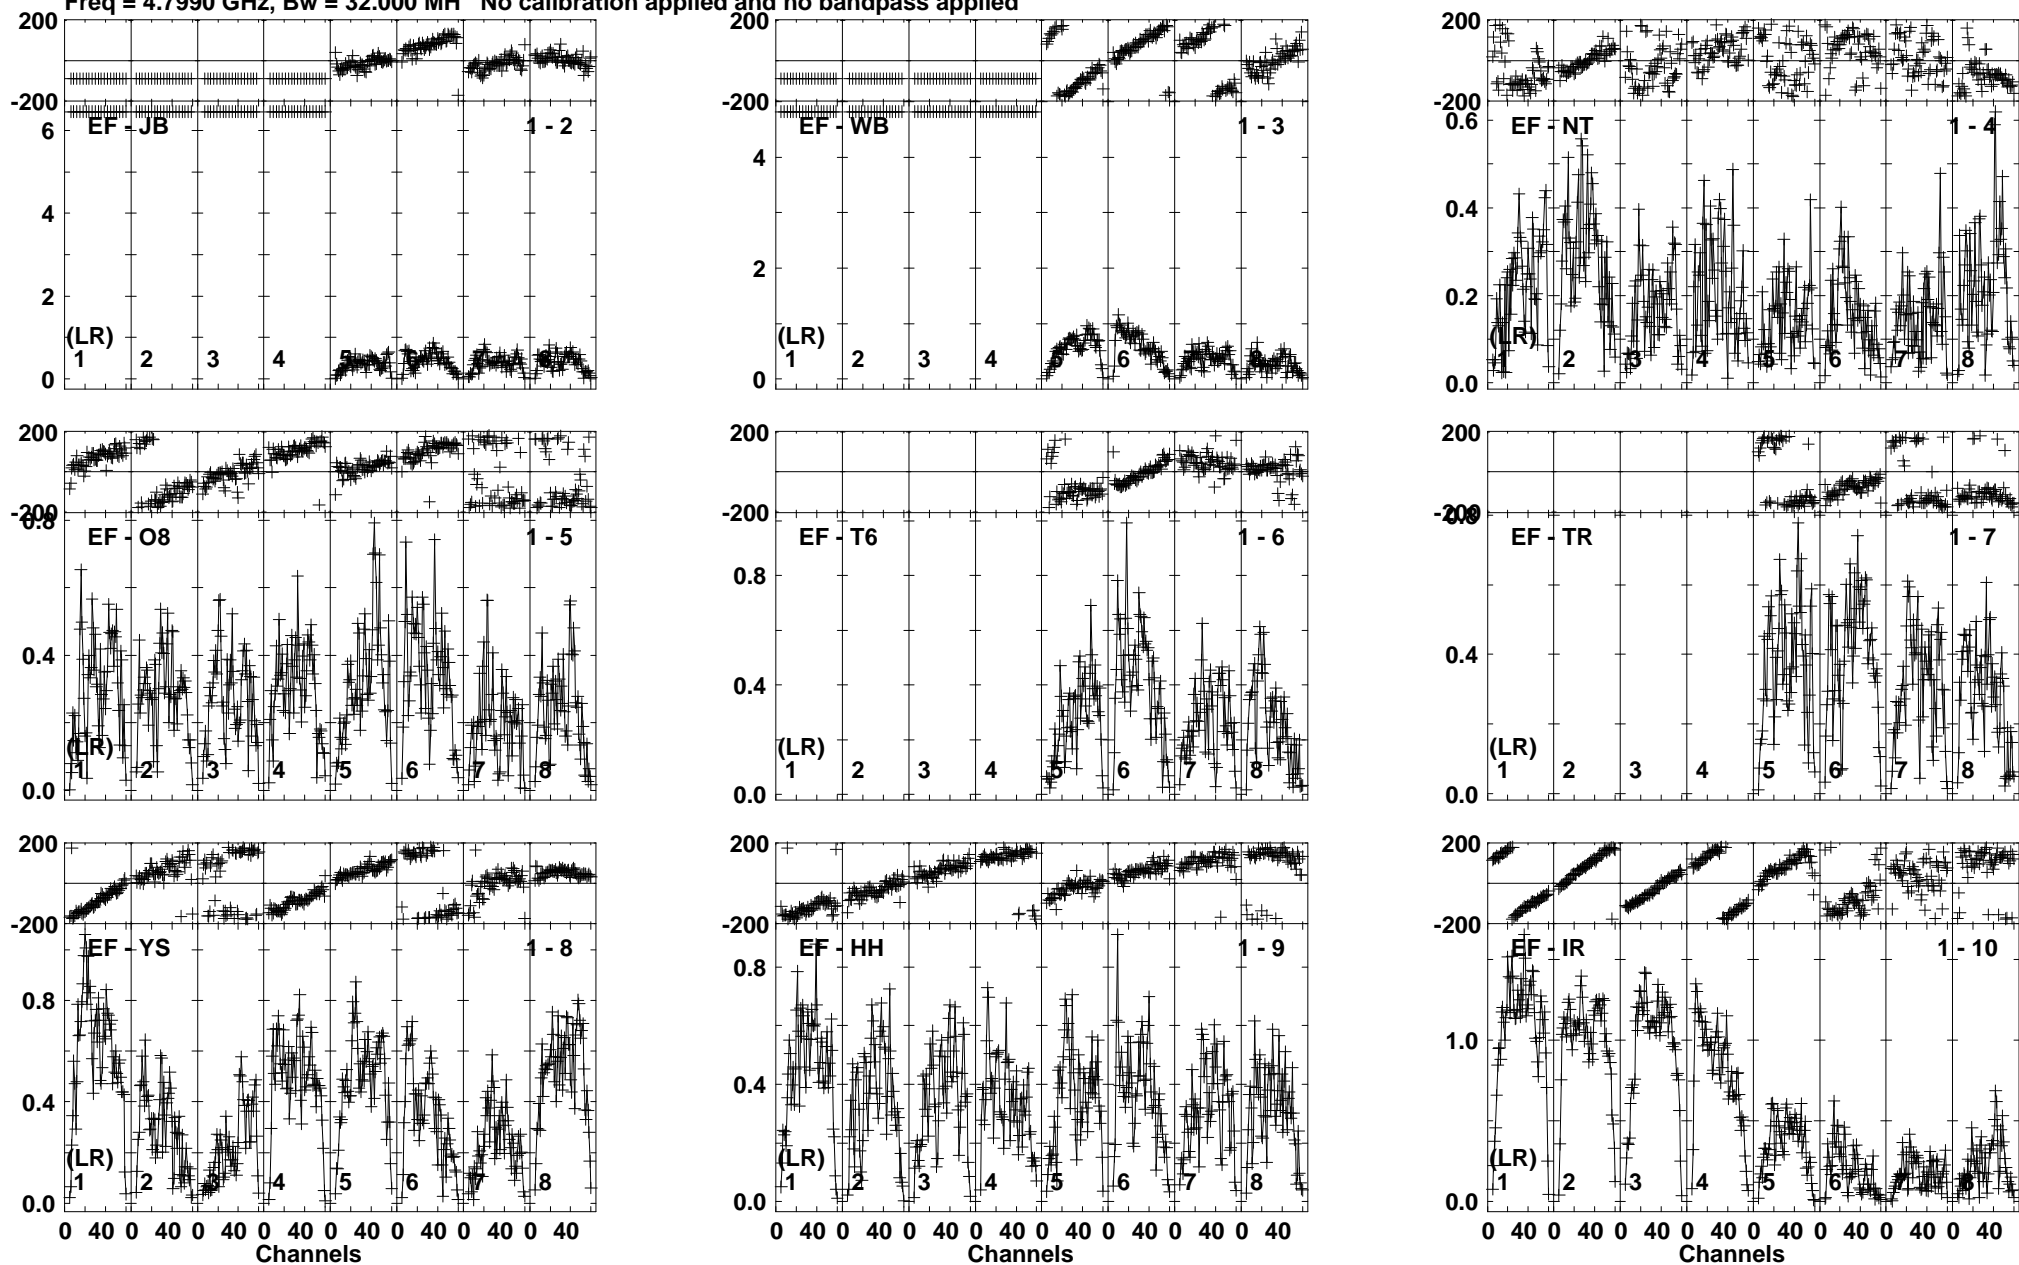 Freq = 4.7990 GHz, Bw = 32.000 MH No calibration applied and no bandpass applied
200 200 200
-200 -200 -200
EF - JB 1 - 2 EF - WB 1 - 3 EF - NT 1 - 4
6 4 0.6
4 2 0.4
2 0 0.2
0 0.0
(LR) (LR) (LR)
1 2 3 4 5 6 7 8 1 2 3 4 5 6 7 8 1 2 3 4 5 6 7 8
200 200 200
-200 -200 -200
0.8 0.8 0.8
EF - O8 1 - 5 EF - T6 1 - 6 EF - TR 1 - 7
0.4 0.4 0.4
0.0 0.0 0.0
(LR) (LR) (LR)
1 2 3 4 5 6 7 8 1 2 3 4 5 6 7 8 1 2 3 4 5 6 7 8
200 200 200
-200 -200 -200
EF - YS 1 - 8 EF - HH 1 - 9 EF - IR 1 - 10
0.8 0.8 1.0
0.4 0.4
0.0 0.0 0.0
(LR) (LR) (LR)
1 2 3 4 5 6 7 8 1 2 3 4 5 6 7 8 1 2 3 4 5 6 7 8
0 40 0 40 0 40 0 40 0 40 0 40 0 40 0 40 0 40 0 40 0 40 0 40 0 40 0 40 0 40 0 40 0 40 0 40 0 40 0 40 0 40 0 40 0 40 0 40
Channels Channels